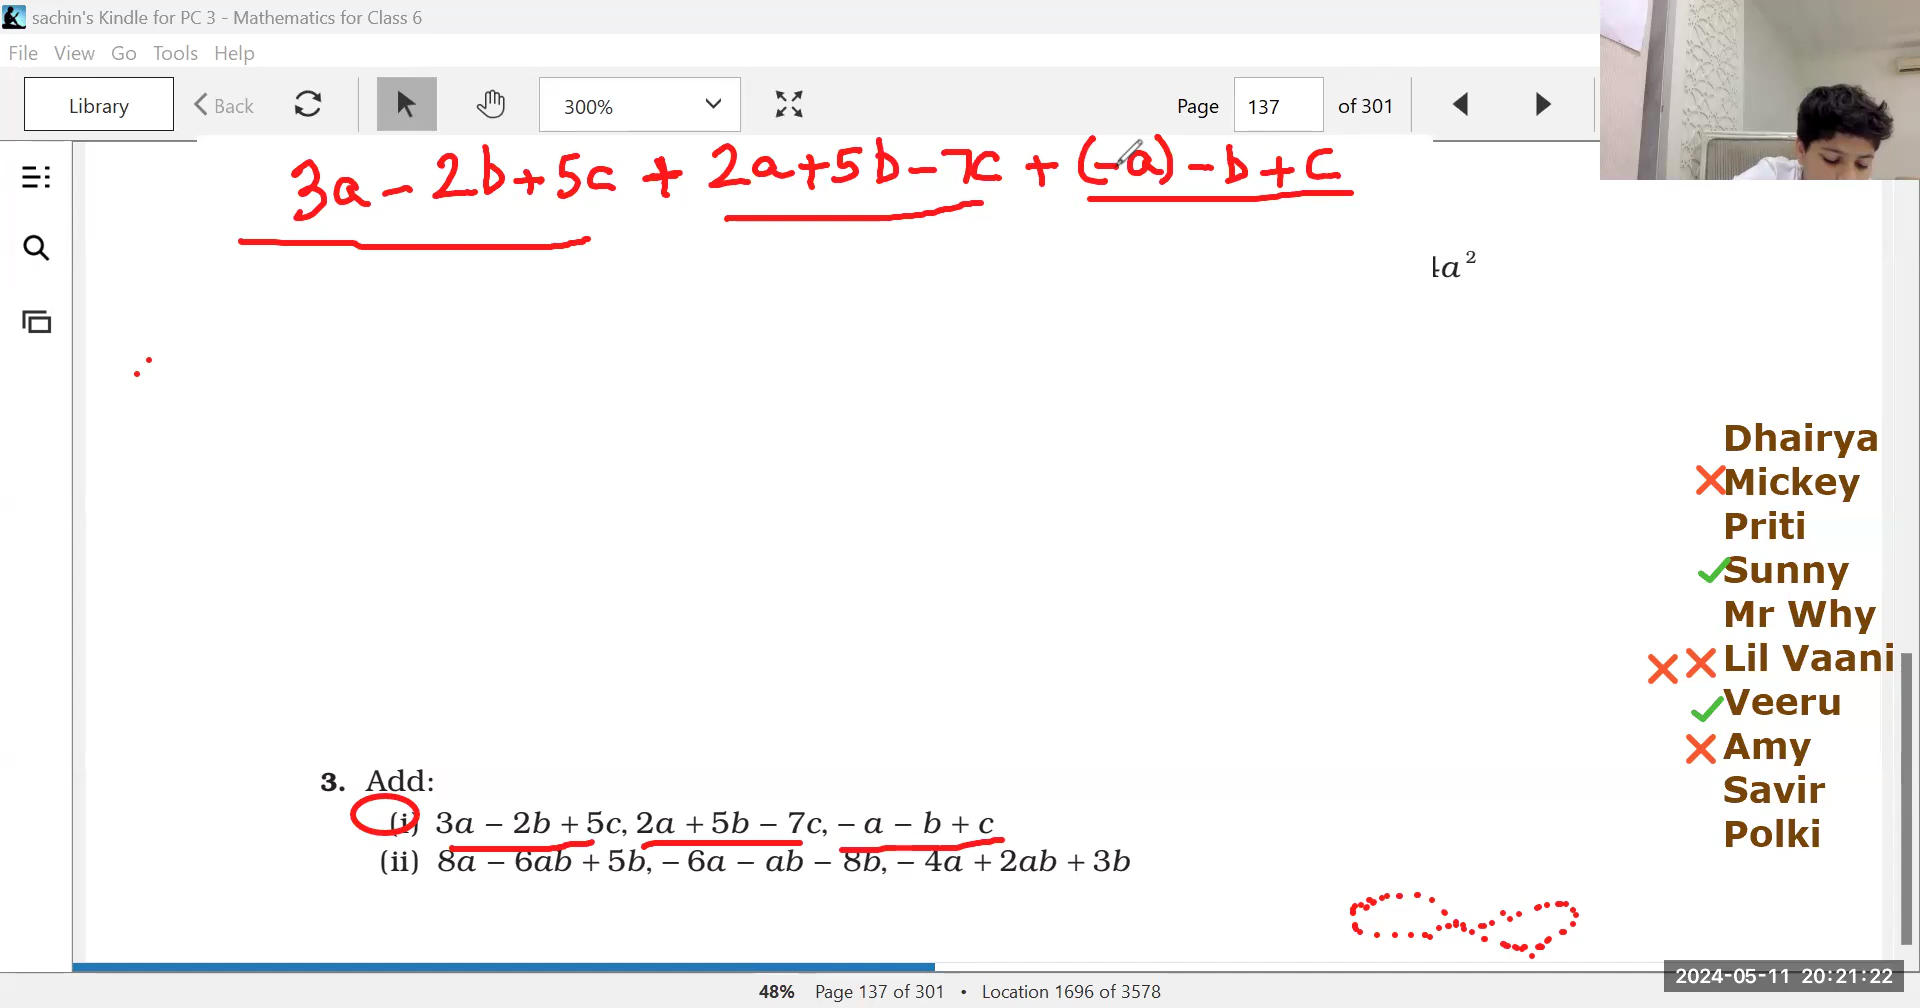 sachin's Kindle for PC 3 - Mathematics for Class 6
File View Go Tools Help
Library Back 300% Page 137 of 301
3a - 2b + 5c + 2a + 5b - 7c + (-a) - b + c
4a²
Dhairya
Mickey
Priti
Sunny
Mr Why
Lil Vaani
Veeru
Amy
Savir
Polki
3. Add:
(i) 3a − 2b + 5c, 2a + 5b − 7c, − a − b + c
(ii) 8a − 6ab + 5b, − 6a − ab − 8b, − 4a + 2ab + 3b
2024-05-11 20:21:22
48% Page 137 of 301 • Location 1696 of 3578